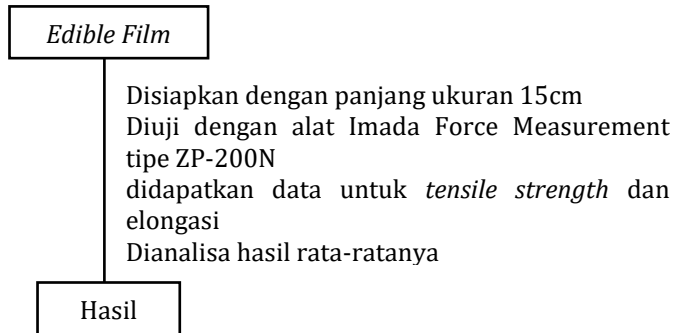 Edible Film
Disiapkan dengan panjang ukuran 15cm
Diuji dengan alat Imada Force Measurement
tipe ZP-200N
didapatkan data untuk tensile strength dan
elongasi
Dianalisa hasil rata-ratanya
Hasil